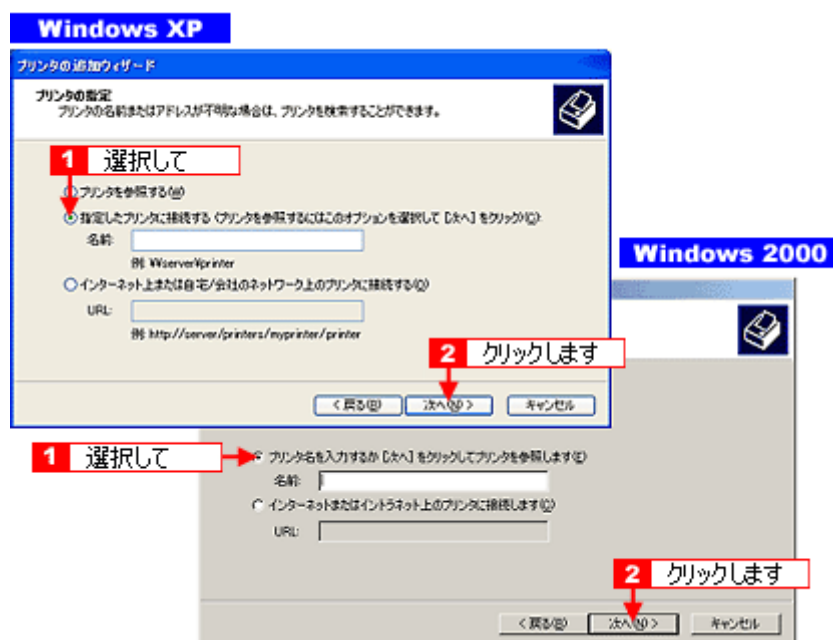 Windows XP
プリンタの追加ウィザード
プリンタの指定
プリンタの名前またはアドレスが不明な場合は、プリンタを検索することができます。
1 選択して
プリンタを参照する(W)
指定したプリンタに接続する (プリンタを参照するにはこのオプションを選択して [次へ] をクリック)(C):
名前:
例: ¥¥server¥printer
インターネット上または自宅/会社のネットワーク上のプリンタに接続する(O):
URL:
例: http://server/printers/myprinter/printer
2 クリックします
< 戻る(B) 次へ(N) > キャンセル
Windows 2000
1 選択して
プリンタ名を入力するか [次へ] をクリックしてプリンタを参照します(E)
名前:
インターネットまたはイントラネット上のプリンタに接続します(C)
URL:
2 クリックします
< 戻る(B) 次へ(N) > キャンセル